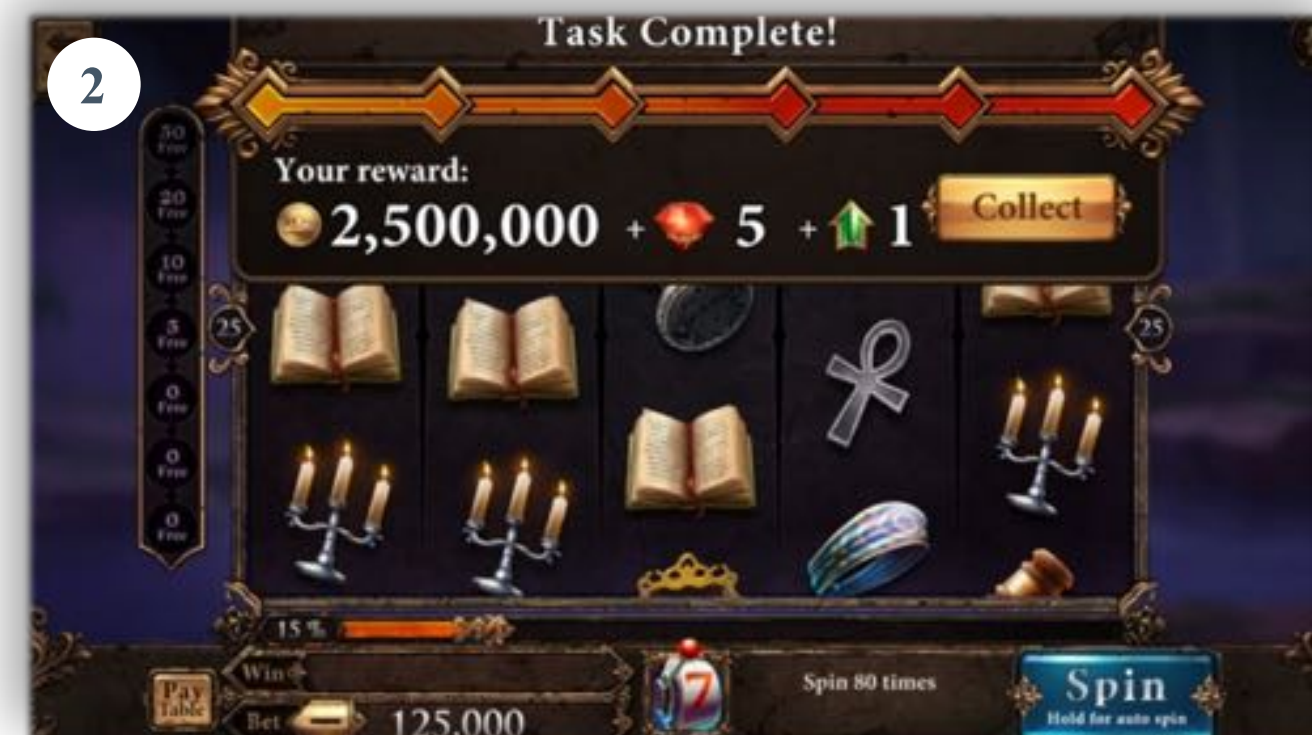 2
Task Complete!
Your reward:
2,500,000 + 5 + 1
Collect
50
Free
20
Free
10
Free
5
Free
0
Free
0
Free
0
Free
25
25
15 %
Win
Pay
Table
Bet
125,000
7
Spin 80 times
Spin
Hold for auto spin